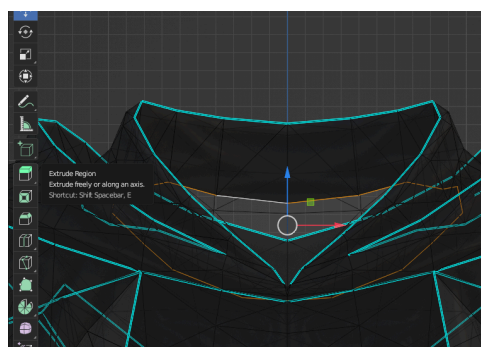 Extrude Region
Extrude freely or along an axis.
Shortcut: Shift Spacebar, E